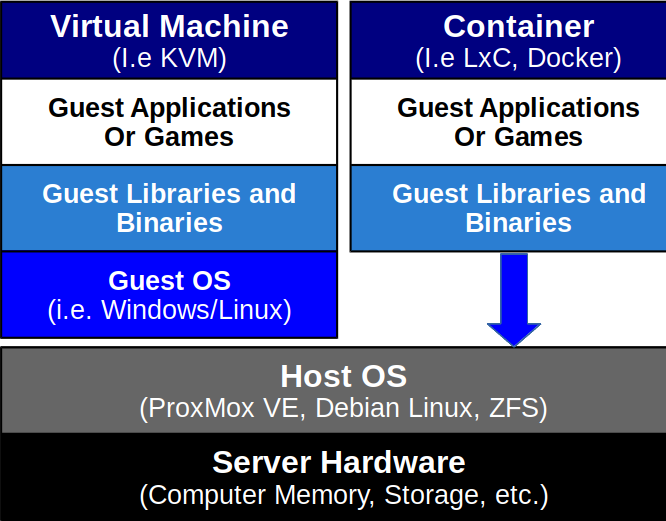 Virtual Machine
(I.e KVM)
Guest Applications
Or Games
Guest Libraries and
Binaries
Guest OS
(i.e. Windows/Linux)
Container
(I.e LxC, Docker)
Guest Applications
Or Games
Guest Libraries and
Binaries
Host OS
(ProxMox VE, Debian Linux, ZFS)
Server Hardware
(Computer Memory, Storage, etc.)